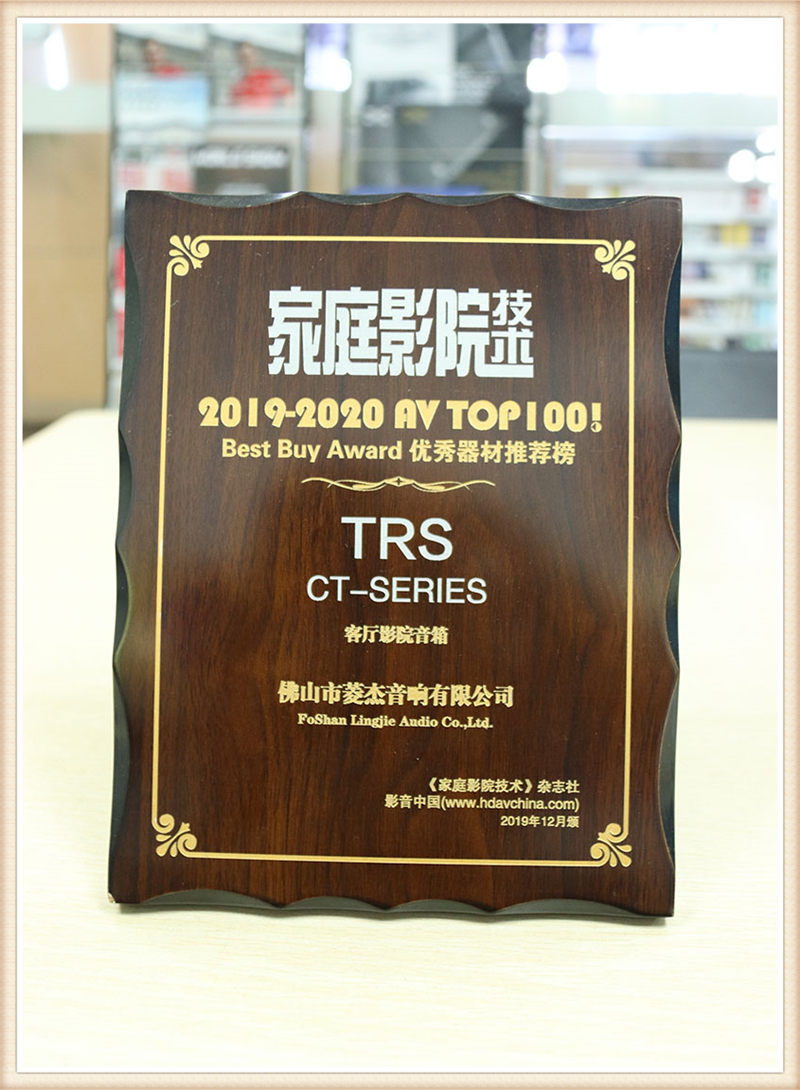 家庭影院技术
2019-2020 AV TOP100!
Best Buy Award 优秀器材推荐榜
TRS
CT-SERIES
客厅影院音箱
佛山市菱杰音响有限公司
FoShan Lingjie Audio Co.,Ltd.
《家庭影院技术》杂志社
影音中国(www.hdavchina.com)
2019年12月颁